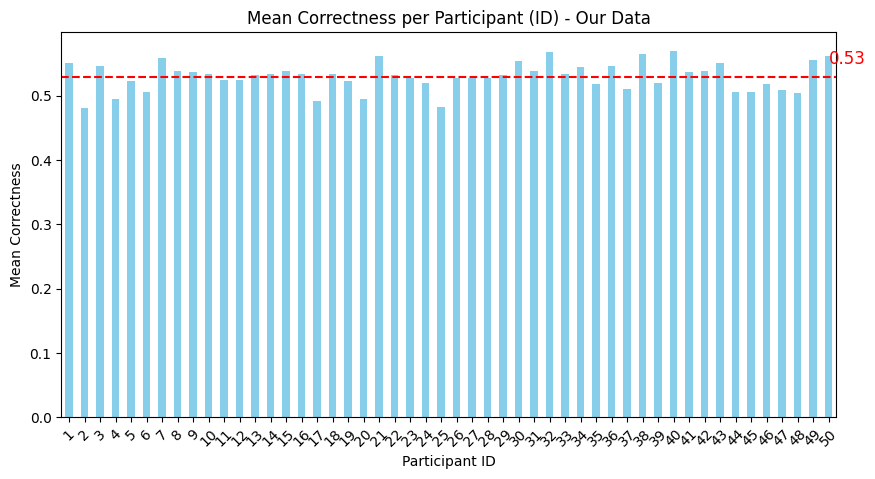 Mean Correctness per Participant (ID) - Our Data
0.53
Mean Correctness
0.5
0.4
0.3
0.2
0.1
0.0
1 2 3 4 5 6 7 8 9 10 11 12 13 14 15 16 17 18 19 20 21 22 23 24 25 26 27 28 29 30 31 32 33 34 35 36 37 38 39 40 41 42 43 44 45 46 47 48 49 50
Participant ID